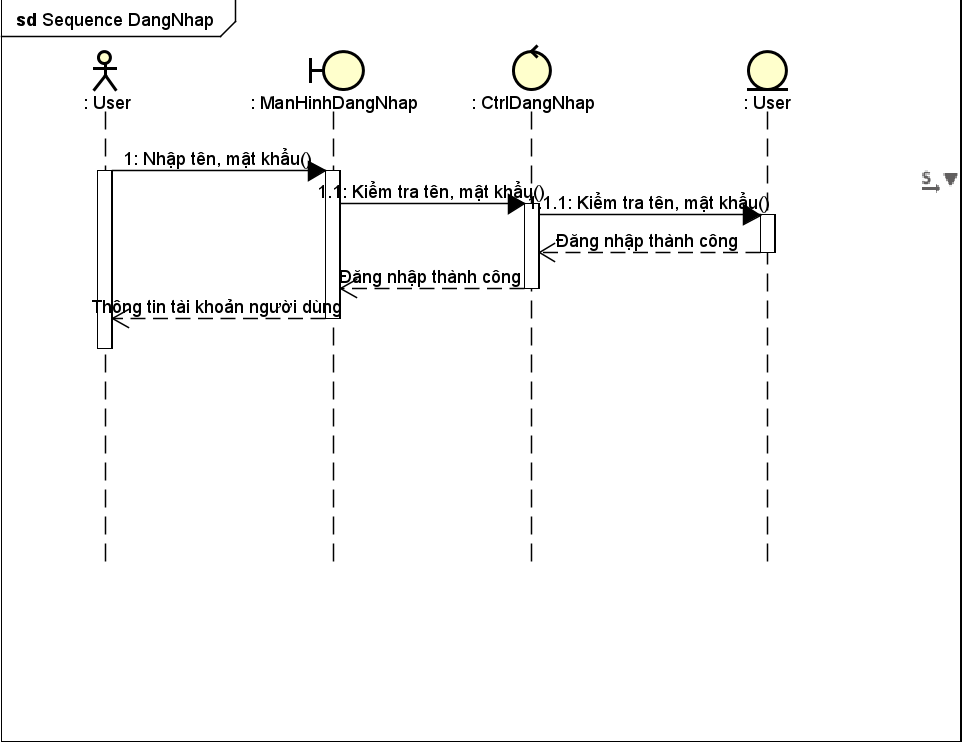 sd Sequence DangNhap
: User
: ManHinhDangNhap
: CtrlDangNhap
: User
1: Nhập tên, mật khẩu()
S
1.1: Kiểm tra tên, mật khẩu()
1.1.1: Kiểm tra tên, mật khẩu()
Đăng nhập thành công
Đăng nhập thành công
Thông tin tài khoản người dùng